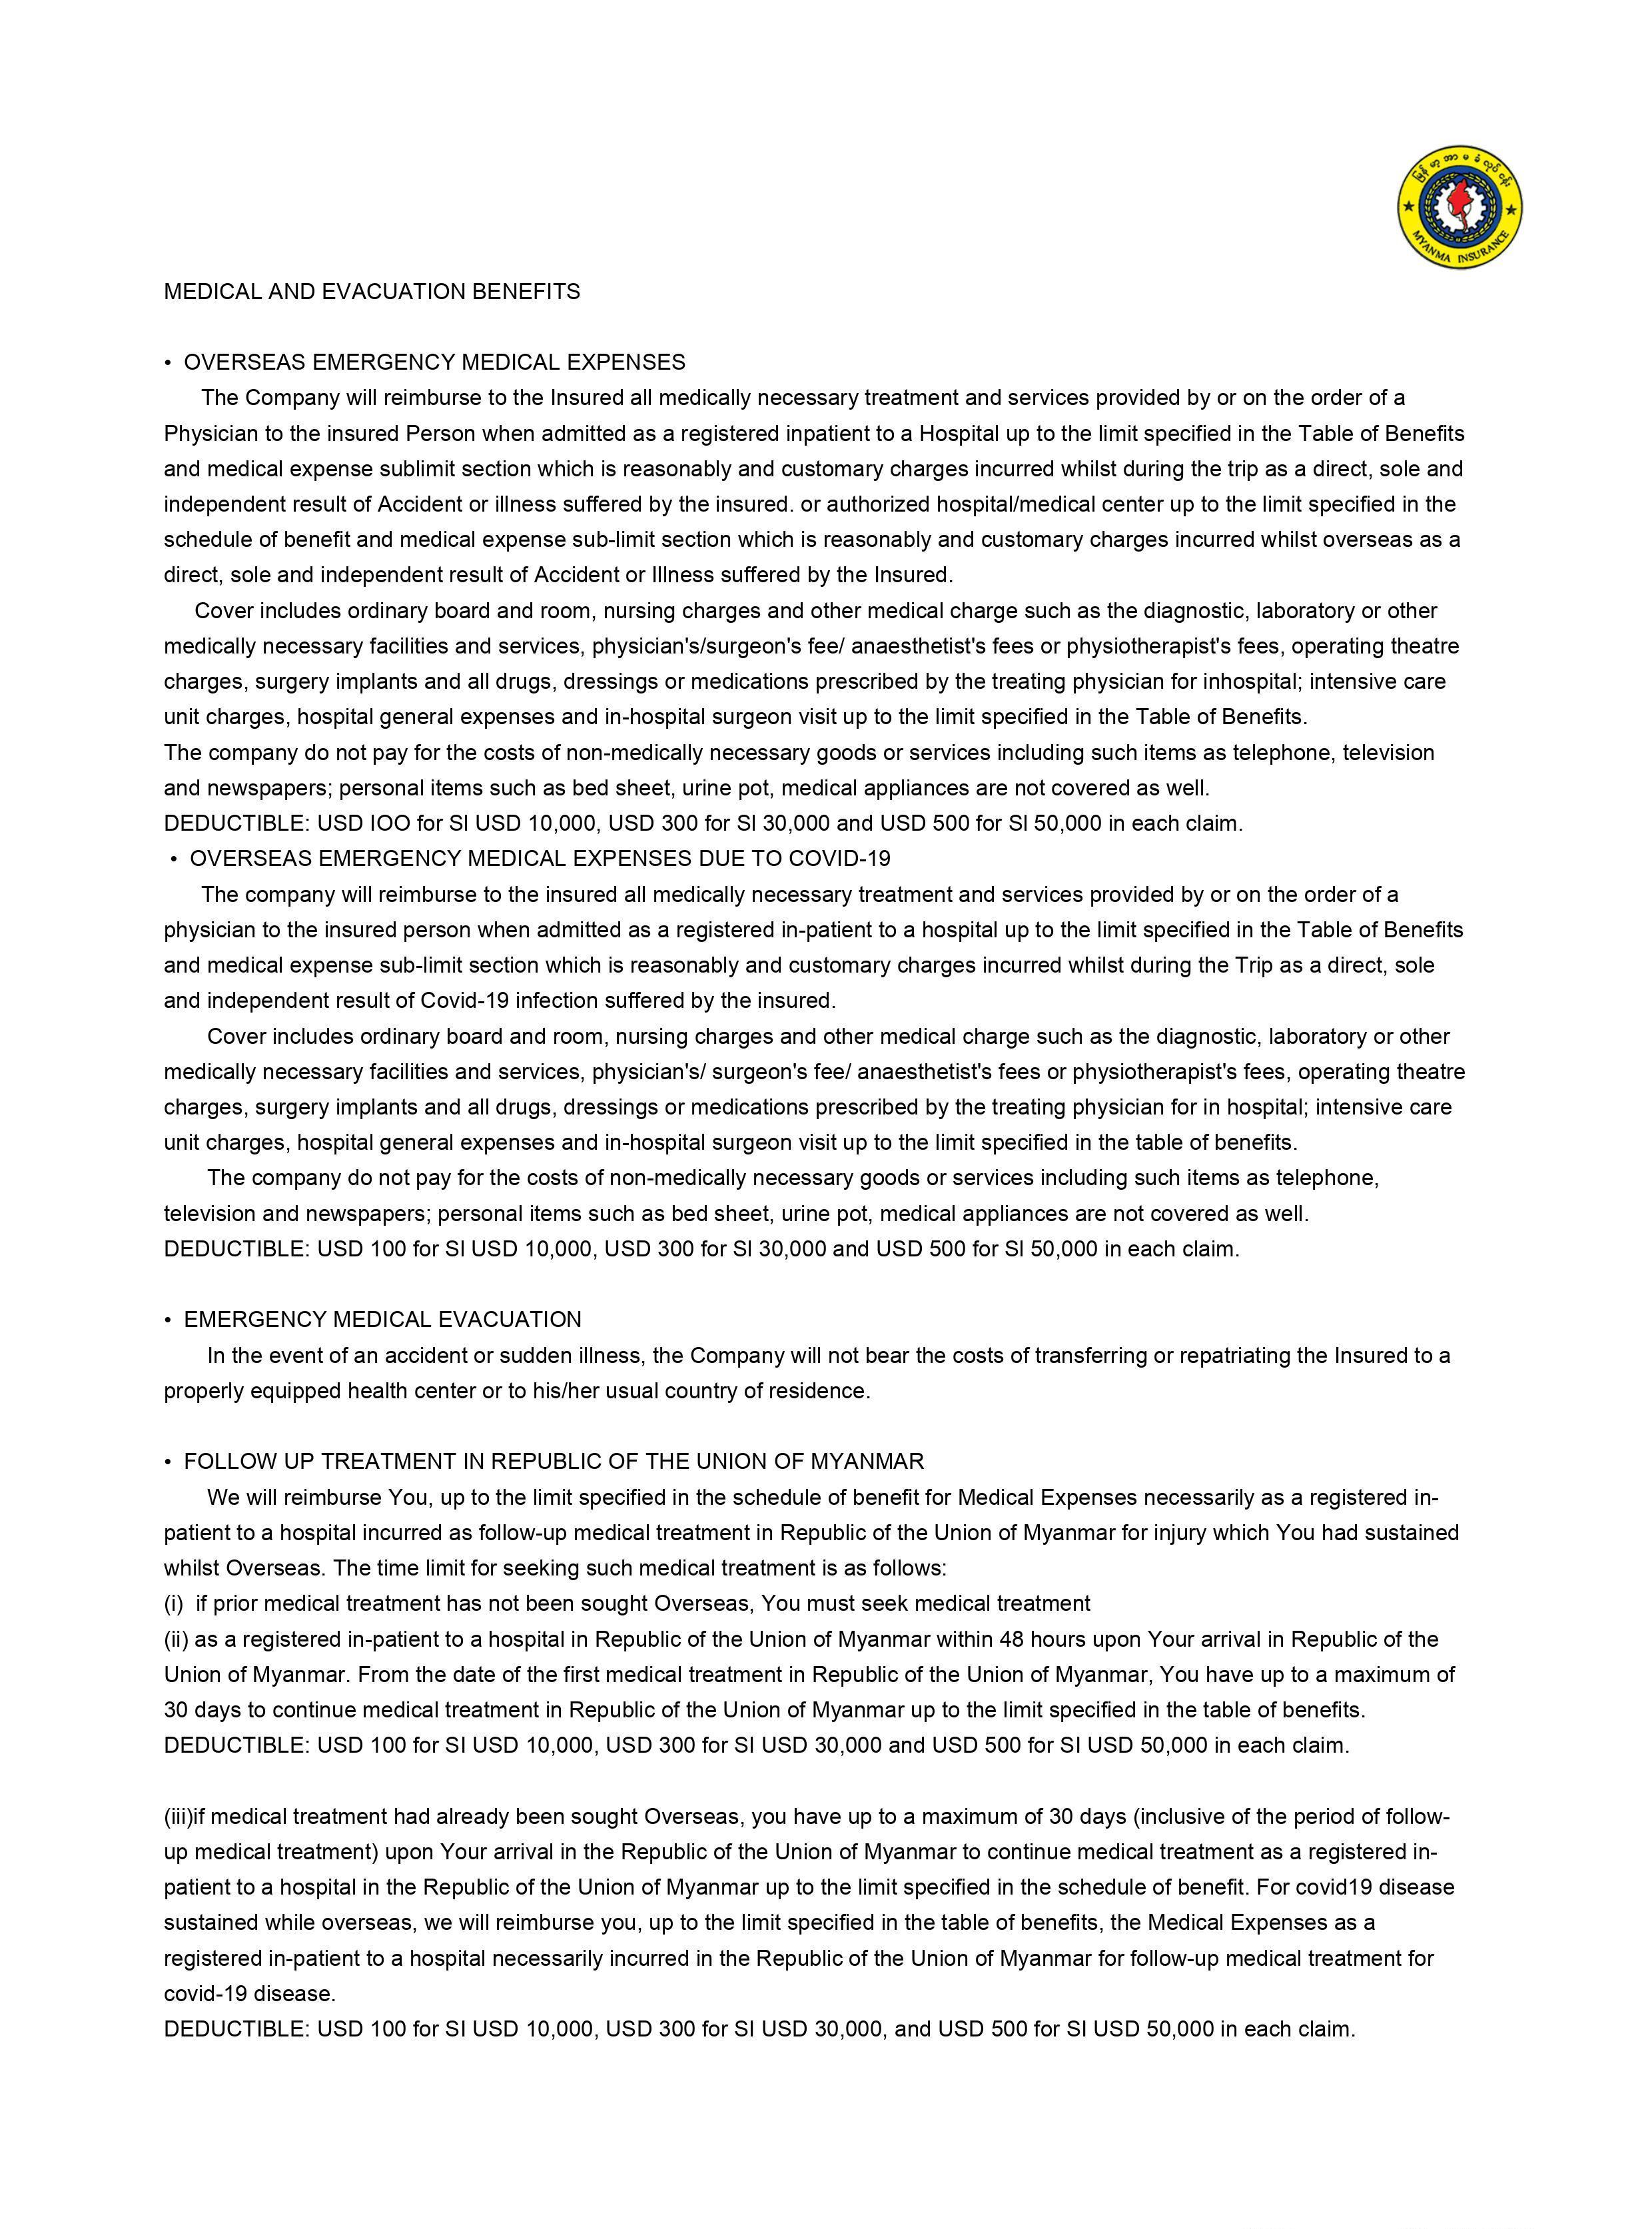 မြန်မာ့အာမခံလုပ်ငန်း
MYANMA INSURANCE
MEDICAL AND EVACUATION BENEFITS
• OVERSEAS EMERGENCY MEDICAL EXPENSES
The Company will reimburse to the Insured all medically necessary treatment and services provided by or on the order of a
Physician to the insured Person when admitted as a registered inpatient to a Hospital up to the limit specified in the Table of Benefits
and medical expense sublimit section which is reasonably and customary charges incurred whilst during the trip as a direct, sole and
independent result of Accident or illness suffered by the insured. or authorized hospital/medical center up to the limit specified in the
schedule of benefit and medical expense sub-limit section which is reasonably and customary charges incurred whilst overseas as a
direct, sole and independent result of Accident or Illness suffered by the Insured.
Cover includes ordinary board and room, nursing charges and other medical charge such as the diagnostic, laboratory or other
medically necessary facilities and services, physician's/surgeon's fee/ anaesthetist's fees or physiotherapist's fees, operating theatre
charges, surgery implants and all drugs, dressings or medications prescribed by the treating physician for inhospital; intensive care
unit charges, hospital general expenses and in-hospital surgeon visit up to the limit specified in the Table of Benefits.
The company do not pay for the costs of non-medically necessary goods or services including such items as telephone, television
and newspapers; personal items such as bed sheet, urine pot, medical appliances are not covered as well.
DEDUCTIBLE: USD IOO for Sl USD 10,000, USD 300 for Sl 30,000 and USD 500 for Sl 50,000 in each claim.
• OVERSEAS EMERGENCY MEDICAL EXPENSES DUE TO COVID-19
The company will reimburse to the insured all medically necessary treatment and services provided by or on the order of a
physician to the insured person when admitted as a registered in-patient to a hospital up to the limit specified in the Table of Benefits
and medical expense sub-limit section which is reasonably and customary charges incurred whilst during the Trip as a direct, sole
and independent result of Covid-19 infection suffered by the insured.
Cover includes ordinary board and room, nursing charges and other medical charge such as the diagnostic, laboratory or other
medically necessary facilities and services, physician's/ surgeon's fee/ anaesthetist's fees or physiotherapist's fees, operating theatre
charges, surgery implants and all drugs, dressings or medications prescribed by the treating physician for in hospital; intensive care
unit charges, hospital general expenses and in-hospital surgeon visit up to the limit specified in the table of benefits.
The company do not pay for the costs of non-medically necessary goods or services including such items as telephone,
television and newspapers; personal items such as bed sheet, urine pot, medical appliances are not covered as well.
DEDUCTIBLE: USD 100 for Sl USD 10,000, USD 300 for Sl 30,000 and USD 500 for Sl 50,000 in each claim.
• EMERGENCY MEDICAL EVACUATION
In the event of an accident or sudden illness, the Company will not bear the costs of transferring or repatriating the Insured to a
properly equipped health center or to his/her usual country of residence.
• FOLLOW UP TREATMENT IN REPUBLIC OF THE UNION OF MYANMAR
We will reimburse You, up to the limit specified in the schedule of benefit for Medical Expenses necessarily as a registered in-
patient to a hospital incurred as follow-up medical treatment in Republic of the Union of Myanmar for injury which You had sustained
whilst Overseas. The time limit for seeking such medical treatment is as follows:
(i) if prior medical treatment has not been sought Overseas, You must seek medical treatment
(ii) as a registered in-patient to a hospital in Republic of the Union of Myanmar within 48 hours upon Your arrival in Republic of the
Union of Myanmar. From the date of the first medical treatment in Republic of the Union of Myanmar, You have up to a maximum of
30 days to continue medical treatment in Republic of the Union of Myanmar up to the limit specified in the table of benefits.
DEDUCTIBLE: USD 100 for SI USD 10,000, USD 300 for SI USD 30,000 and USD 500 for SI USD 50,000 in each claim.
(iii)if medical treatment had already been sought Overseas, you have up to a maximum of 30 days (inclusive of the period of follow-
up medical treatment) upon Your arrival in the Republic of the Union of Myanmar to continue medical treatment as a registered in-
patient to a hospital in the Republic of the Union of Myanmar up to the limit specified in the schedule of benefit. For covid19 disease
sustained while overseas, we will reimburse you, up to the limit specified in the table of benefits, the Medical Expenses as a
registered in-patient to a hospital necessarily incurred in the Republic of the Union of Myanmar for follow-up medical treatment for
covid-19 disease.
DEDUCTIBLE: USD 100 for SI USD 10,000, USD 300 for SI USD 30,000, and USD 500 for SI USD 50,000 in each claim.